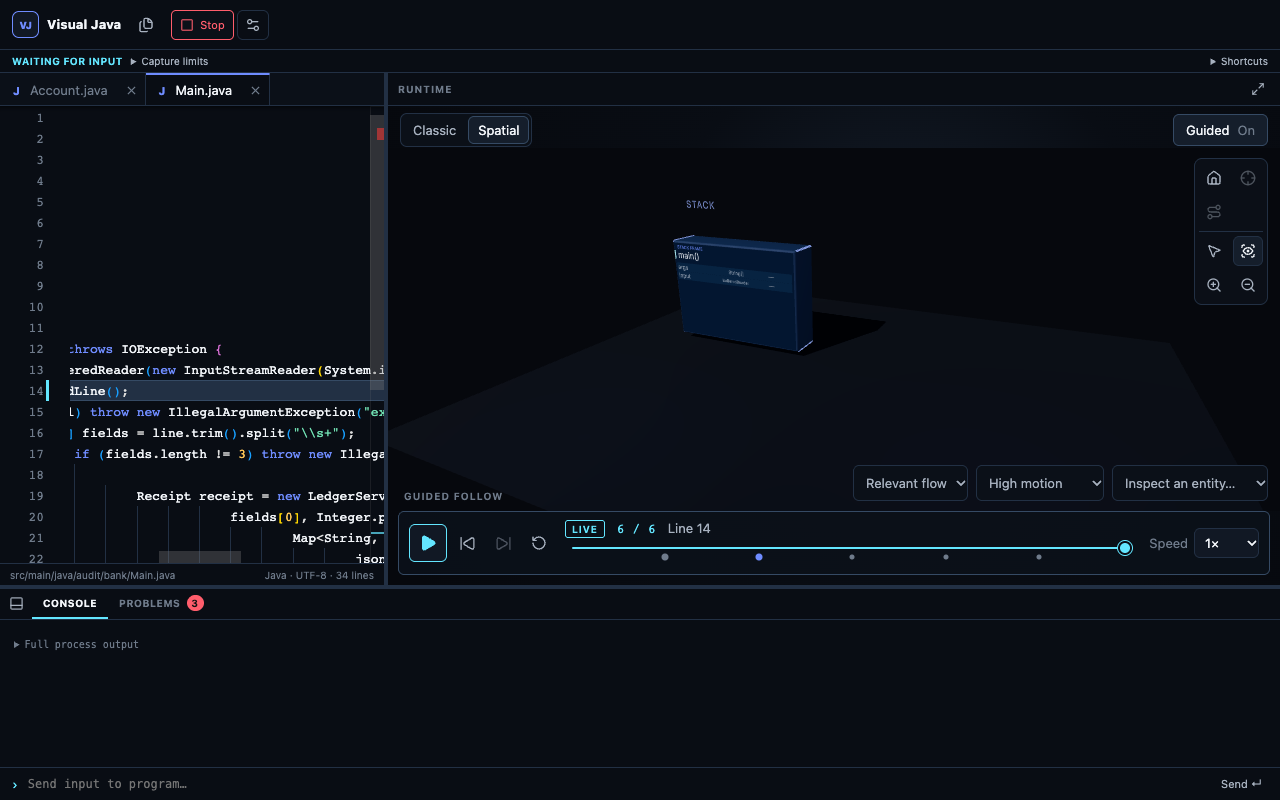 VJ Visual Java Stop
WAITING FOR INPUT Capture limits Shortcuts
J Account.java J Main.java
RUNTIME
Classic Spatial Guided On
1
2
3
4
5
6
7
8
9
10
11
12 throws IOException {
13 eredReader(new InputStreamReader(System.i
14 dLine();
15 l) throw new IllegalArgumentException("ex
16 ] fields = line.trim().split("\\s+");
17 if (fields.length != 3) throw new Illega
18
19 Receipt receipt = new LedgerServ
20 fields[0], Integer.p
21 Map<String,
22 json
src/main/java/audit/bank/Main.java Java · UTF-8 · 34 lines
STACK
STACK FRAME
main()
args String[] —
input —
Relevant flow High motion Inspect an entity...
GUIDED FOLLOW
LIVE 6 / 6 Line 14
Speed 1×
CONSOLE PROBLEMS 3
Full process output
› Send input to program… Send ↵